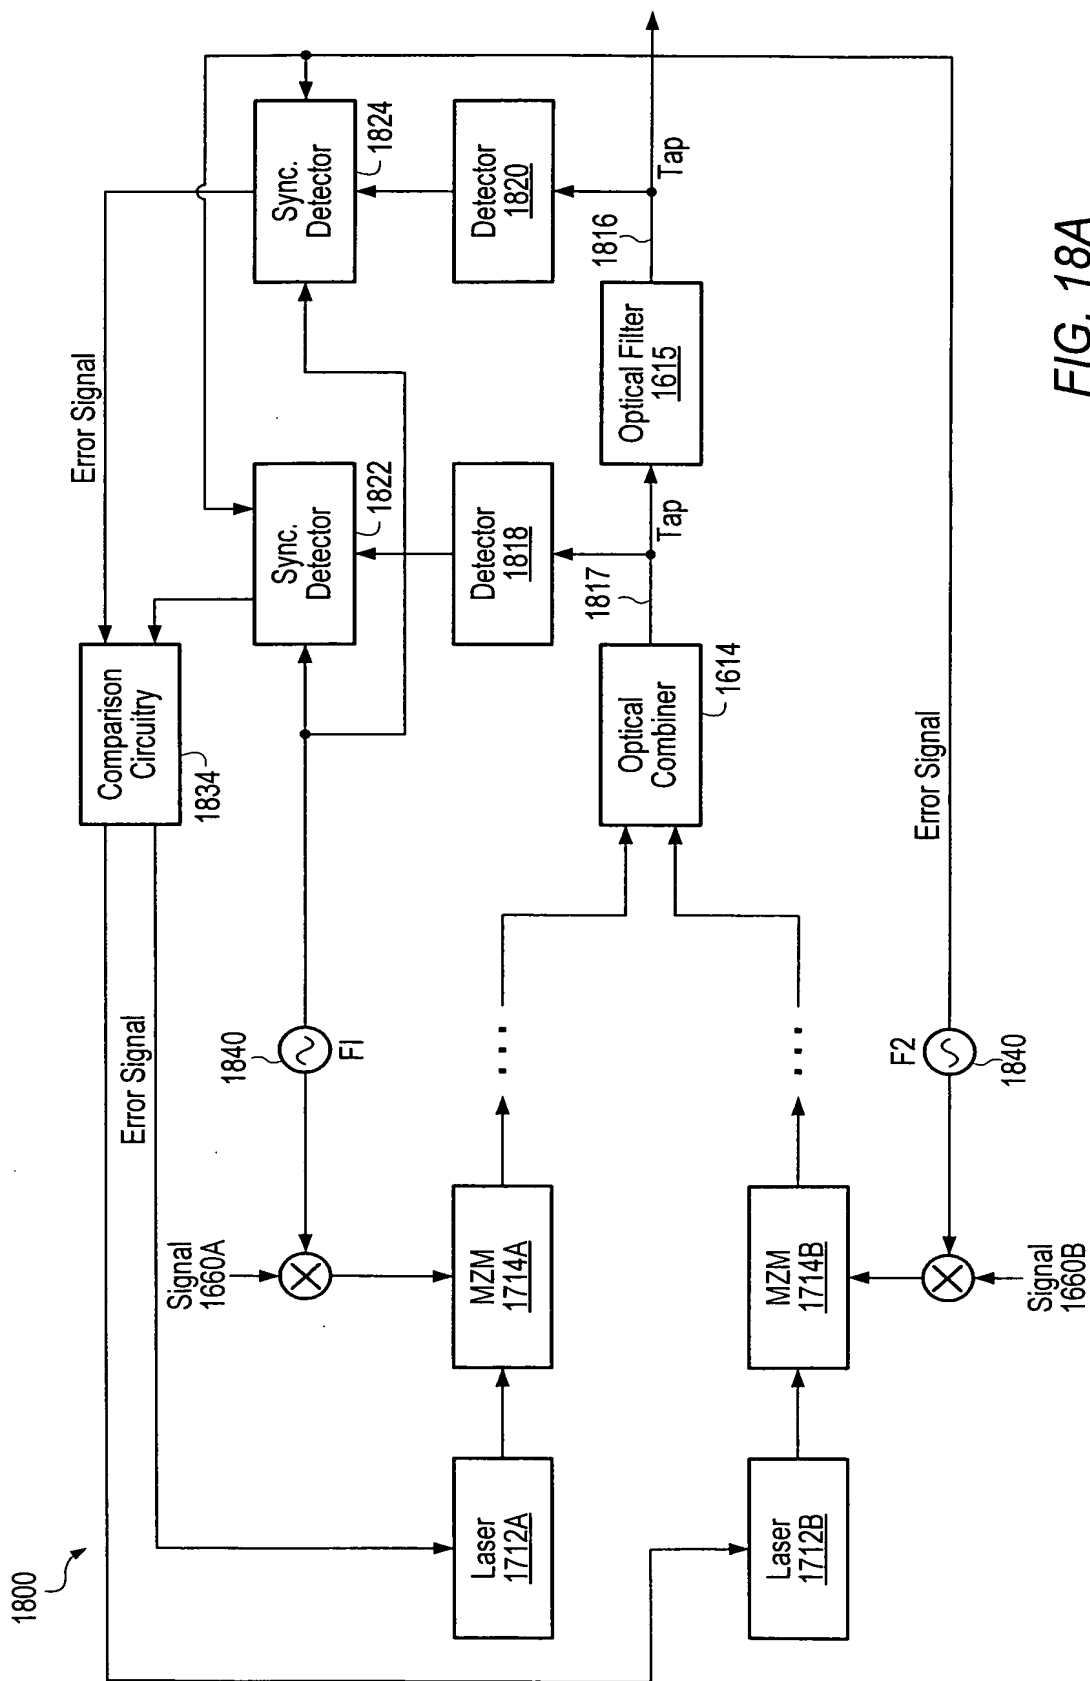 1800
Error Signal
Error Signal
Comparison
Circuitry
1834
Sync.
Detector
1822
Sync.
Detector
1824
Signal
1660A
1840
F1
Laser
1712A
MZM
1714A
Detector
1818
Detector
1820
1817
Tap
1816
Tap
Optical
Combiner
1614
Optical Filter
1615
Laser
1712B
MZM
1714B
Signal
1660B
F2
1840
Error Signal
FIG. 18A